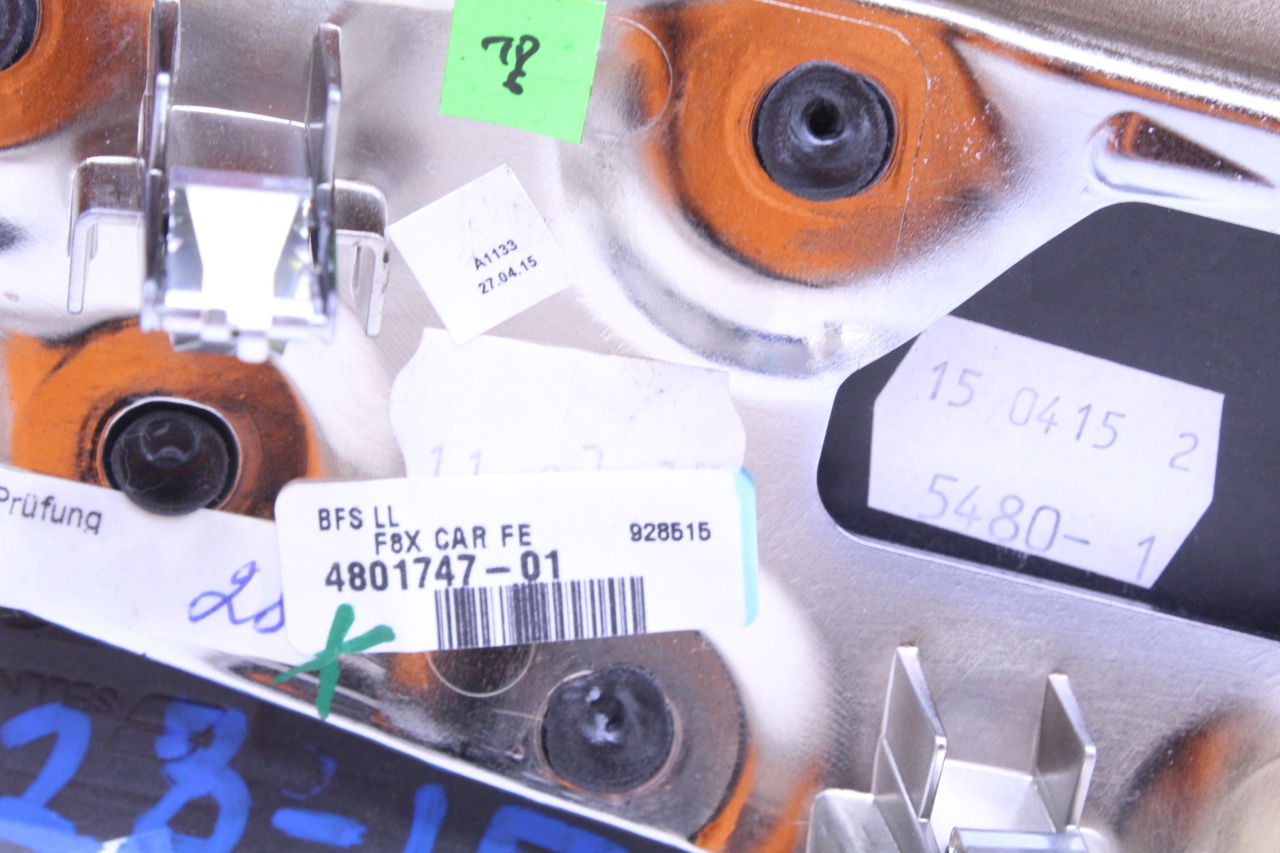 78
A1133
27.04.15
15 0415 2
5480- 1
Prüfung
BFS LL
928515
F8X CAR FE
4801747-01
28-15